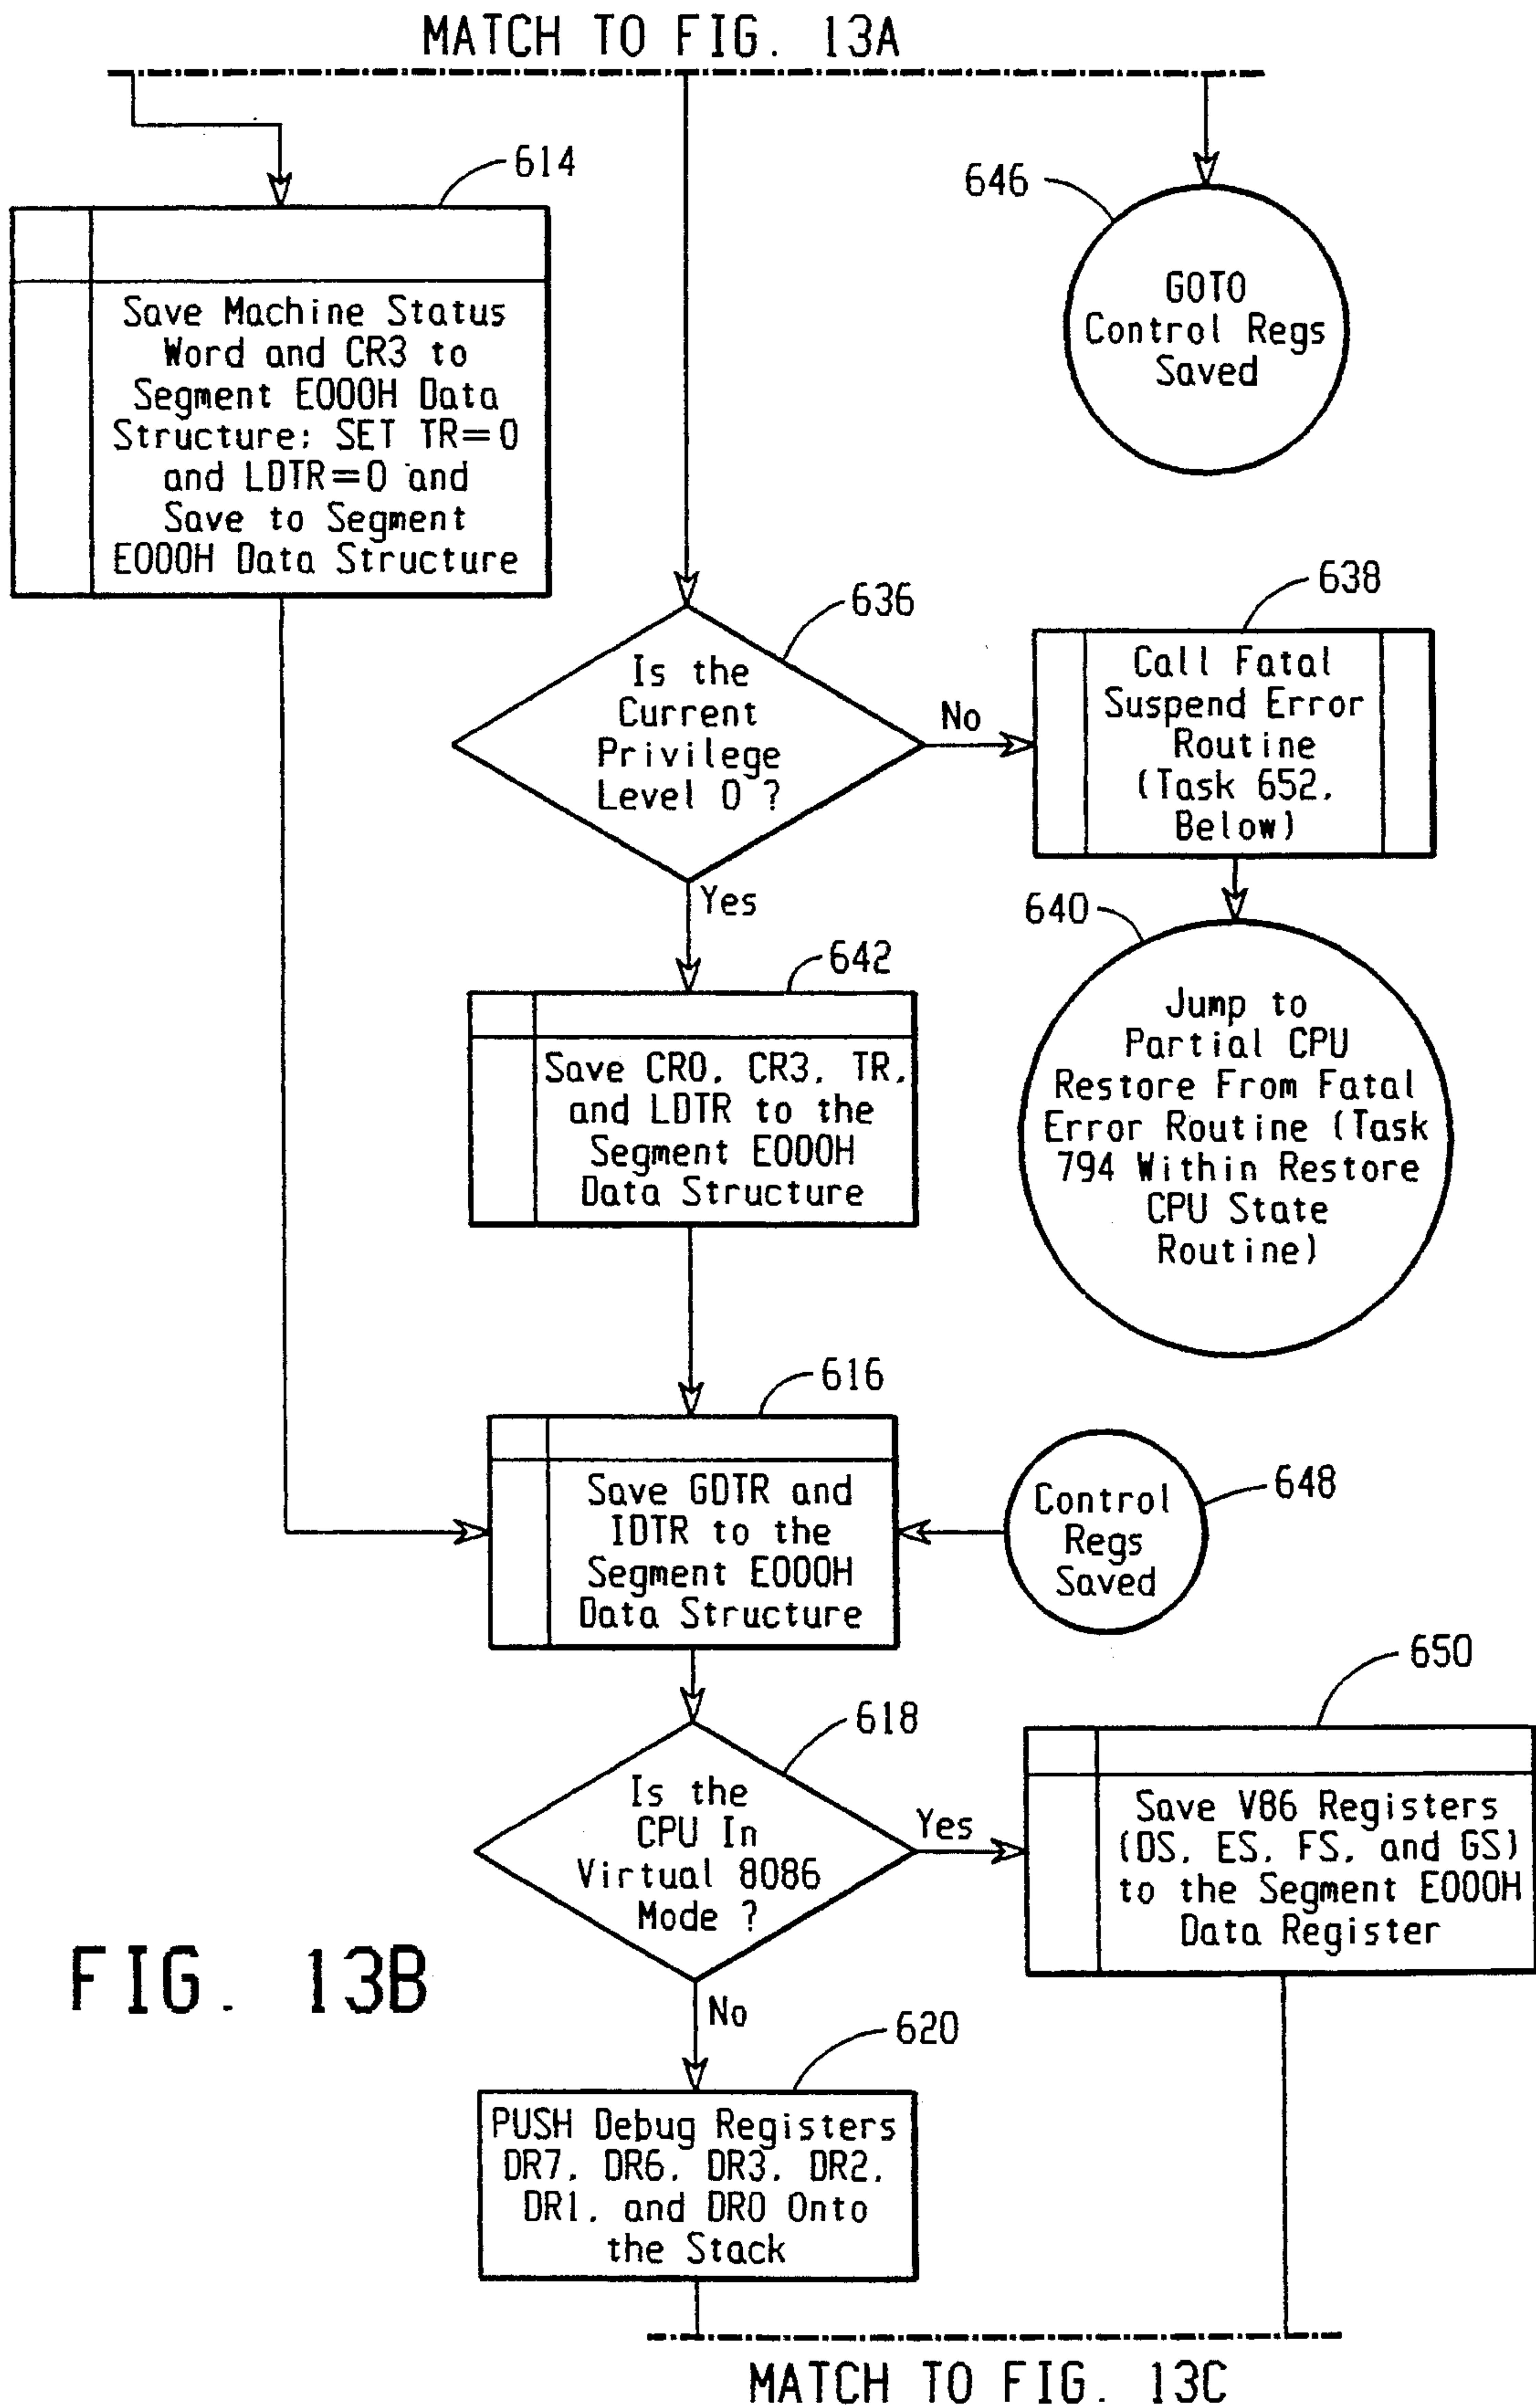 MATCH TO FIG. 13A
614
646
Save Machine Status
Word and CR3 to
Segment E000H Data
Structure; SET TR=0
and LDTR=0 and
Save to Segment
E000H Data Structure
GOTO
Control Regs
Saved
636
638
Is the
Current
Privilege
Level 0 ?
No
Call Fatal
Suspend Error
Routine
(Task 652,
Below)
Yes
640
642
Jump to
Partial CPU
Restore From Fatal
Error Routine (Task
794 Within Restore
CPU State
Routine)
Save CR0, CR3, TR,
and LDTR to the
Segment E000H
Data Structure
616
Save GDTR and
IDTR to the
Segment E000H
Data Structure
Control
Regs
Saved
648
650
618
Is the
CPU In
Virtual 8086
Mode ?
Yes
Save V86 Registers
(DS, ES, FS, and GS)
to the Segment E000H
Data Register
FIG. 13B
No
620
PUSH Debug Registers
DR7, DR6, DR3, DR2,
DR1, and DR0 Onto
the Stack
MATCH TO FIG. 13C